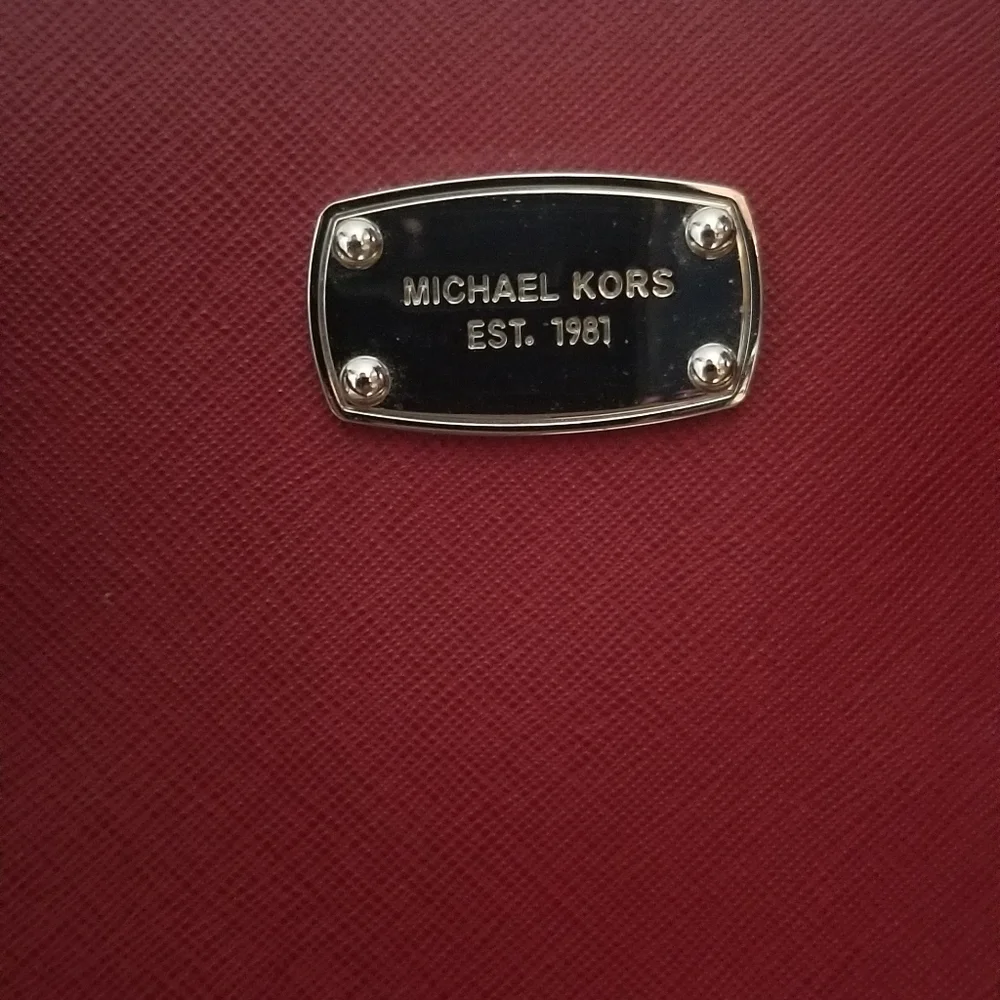 MICHAEL KORS
EST. 1981